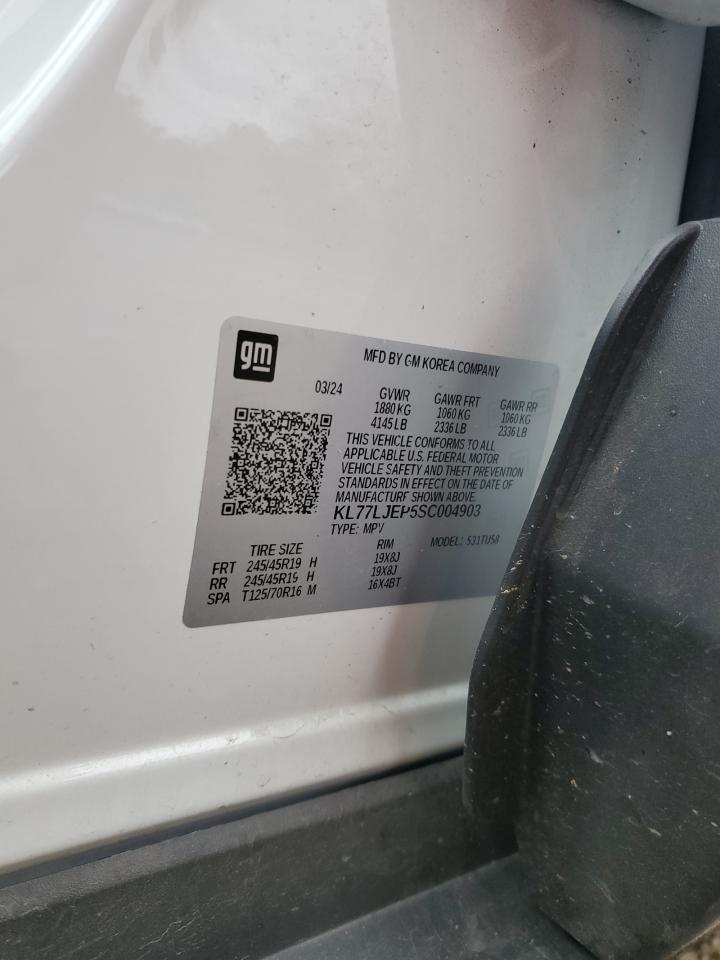 gm
MFD BY GM KOREA COMPANY
03/24
GVWR GAWR FRT GAWR RR
1880 KG 1060 KG 1060 KG
4145 LB 2336 LB 2336 LB
THIS VEHICLE CONFORMS TO ALL
APPLICABLE U.S. FEDERAL MOTOR
VEHICLE SAFETY AND THEFT PREVENTION
STANDARDS IN EFFECT ON THE DATE OF
MANUFACTURE SHOWN ABOVE.
KL77LJEP5SC004903
TYPE: MPV MODEL: 531TU58
TIRE SIZE RIM
FRT 245/45R19 H 19X8J
RR 245/45R19 H 19X8J
SPA T125/70R16 M 16X4BT